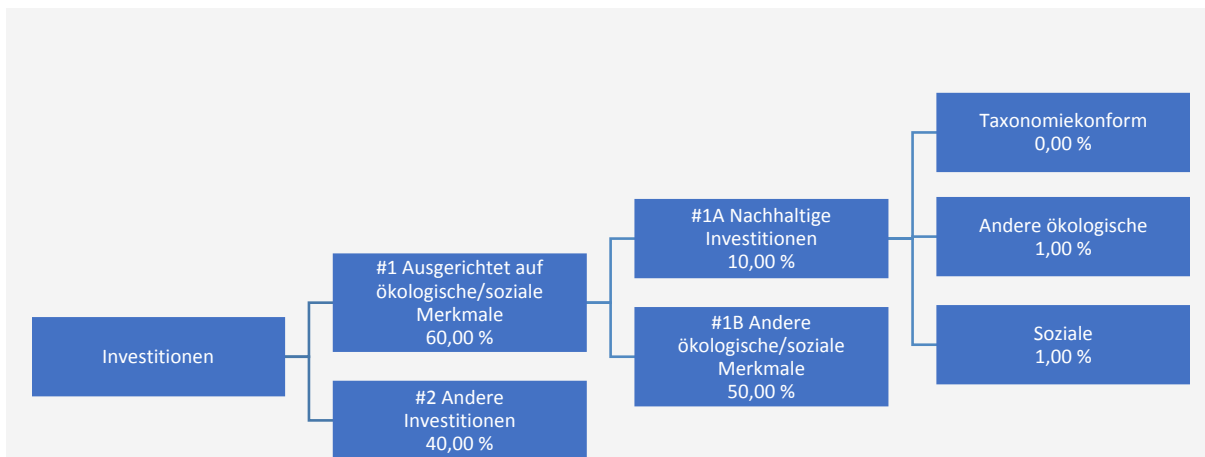 Investitionen
#1 Ausgerichtet auf
ökologische/soziale
Merkmale
60,00 %
#2 Andere
Investitionen
40,00 %
#1A Nachhaltige
Investitionen
10,00 %
#1B Andere
ökologische/soziale
Merkmale
50,00 %
Taxonomiekonform
0,00 %
Andere ökologische
1,00 %
Soziale
1,00 %